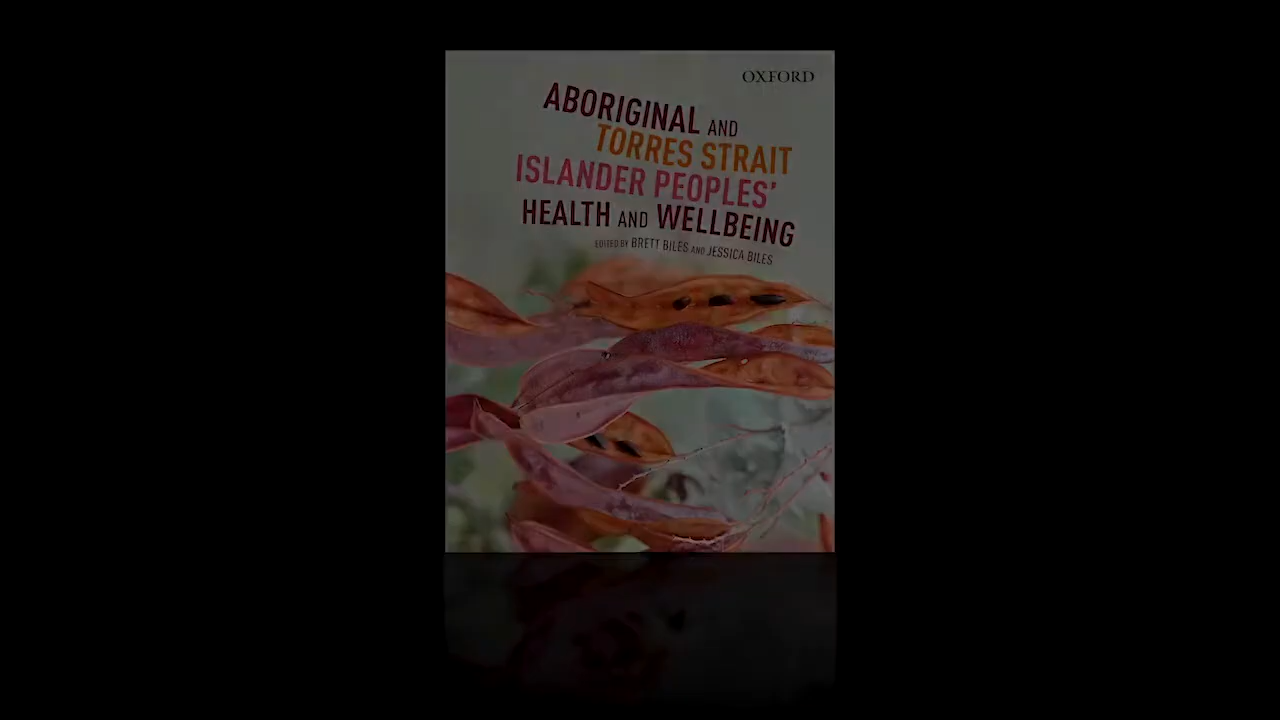 OXFORD
ABORIGINAL AND
TORRES STRAIT
ISLANDER PEOPLES'
HEALTH AND WELLBEING
EDITED BY BRETT BILES AND JESSICA BILES